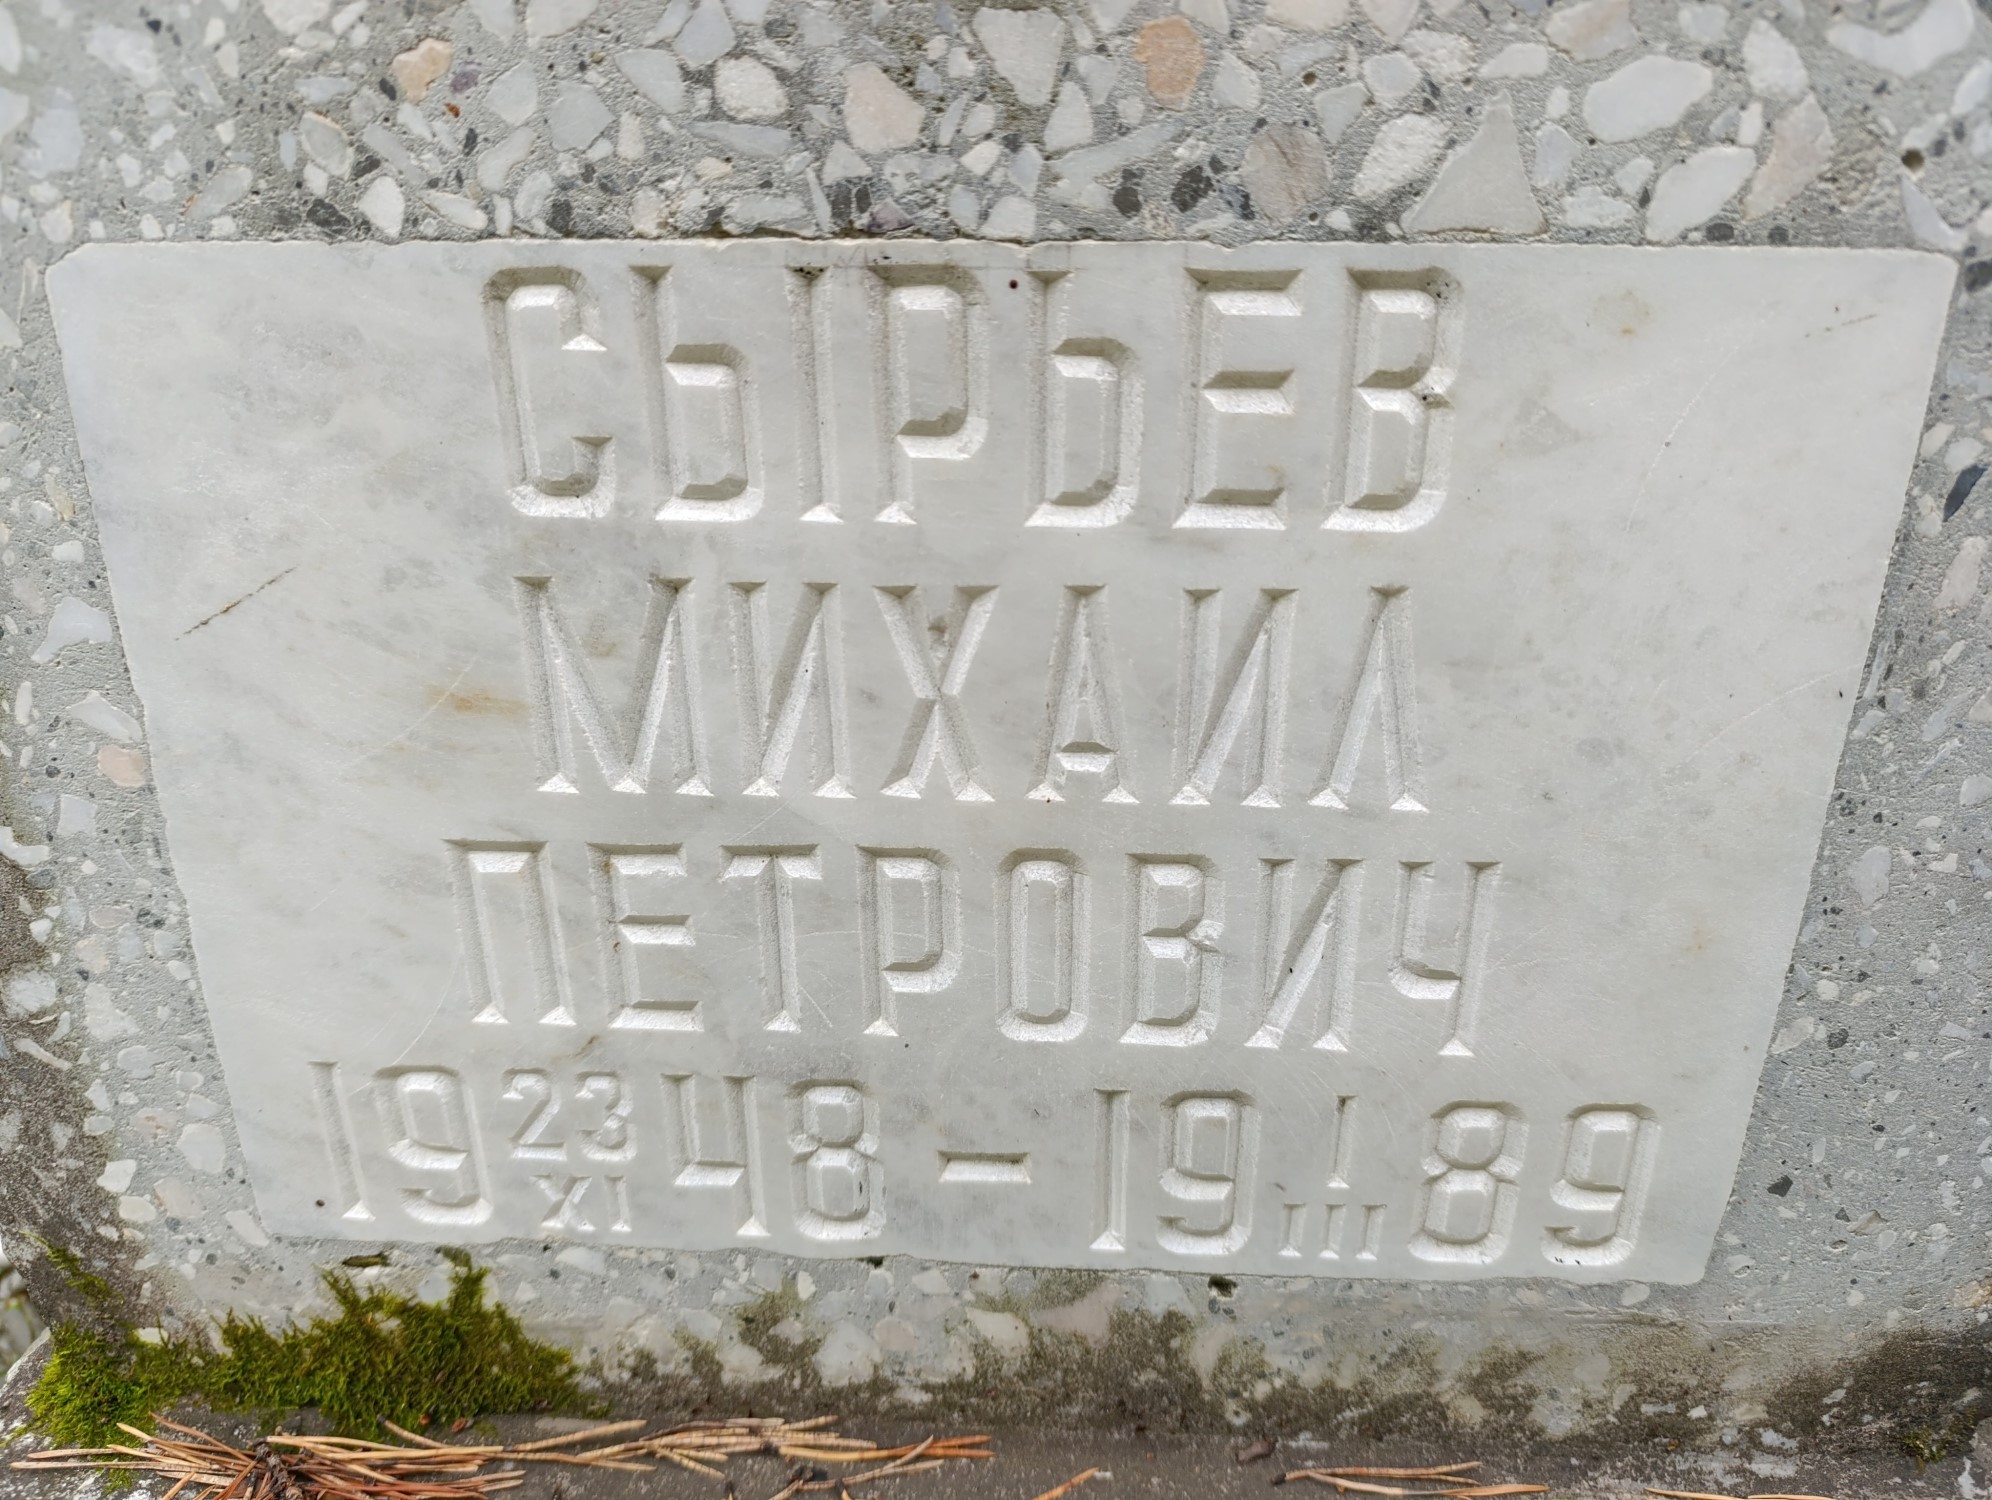 СЫРЬЕВ
МИХАИЛ
ПЕТРОВИЧ
19 23/XI 48 – 19 I/III 89